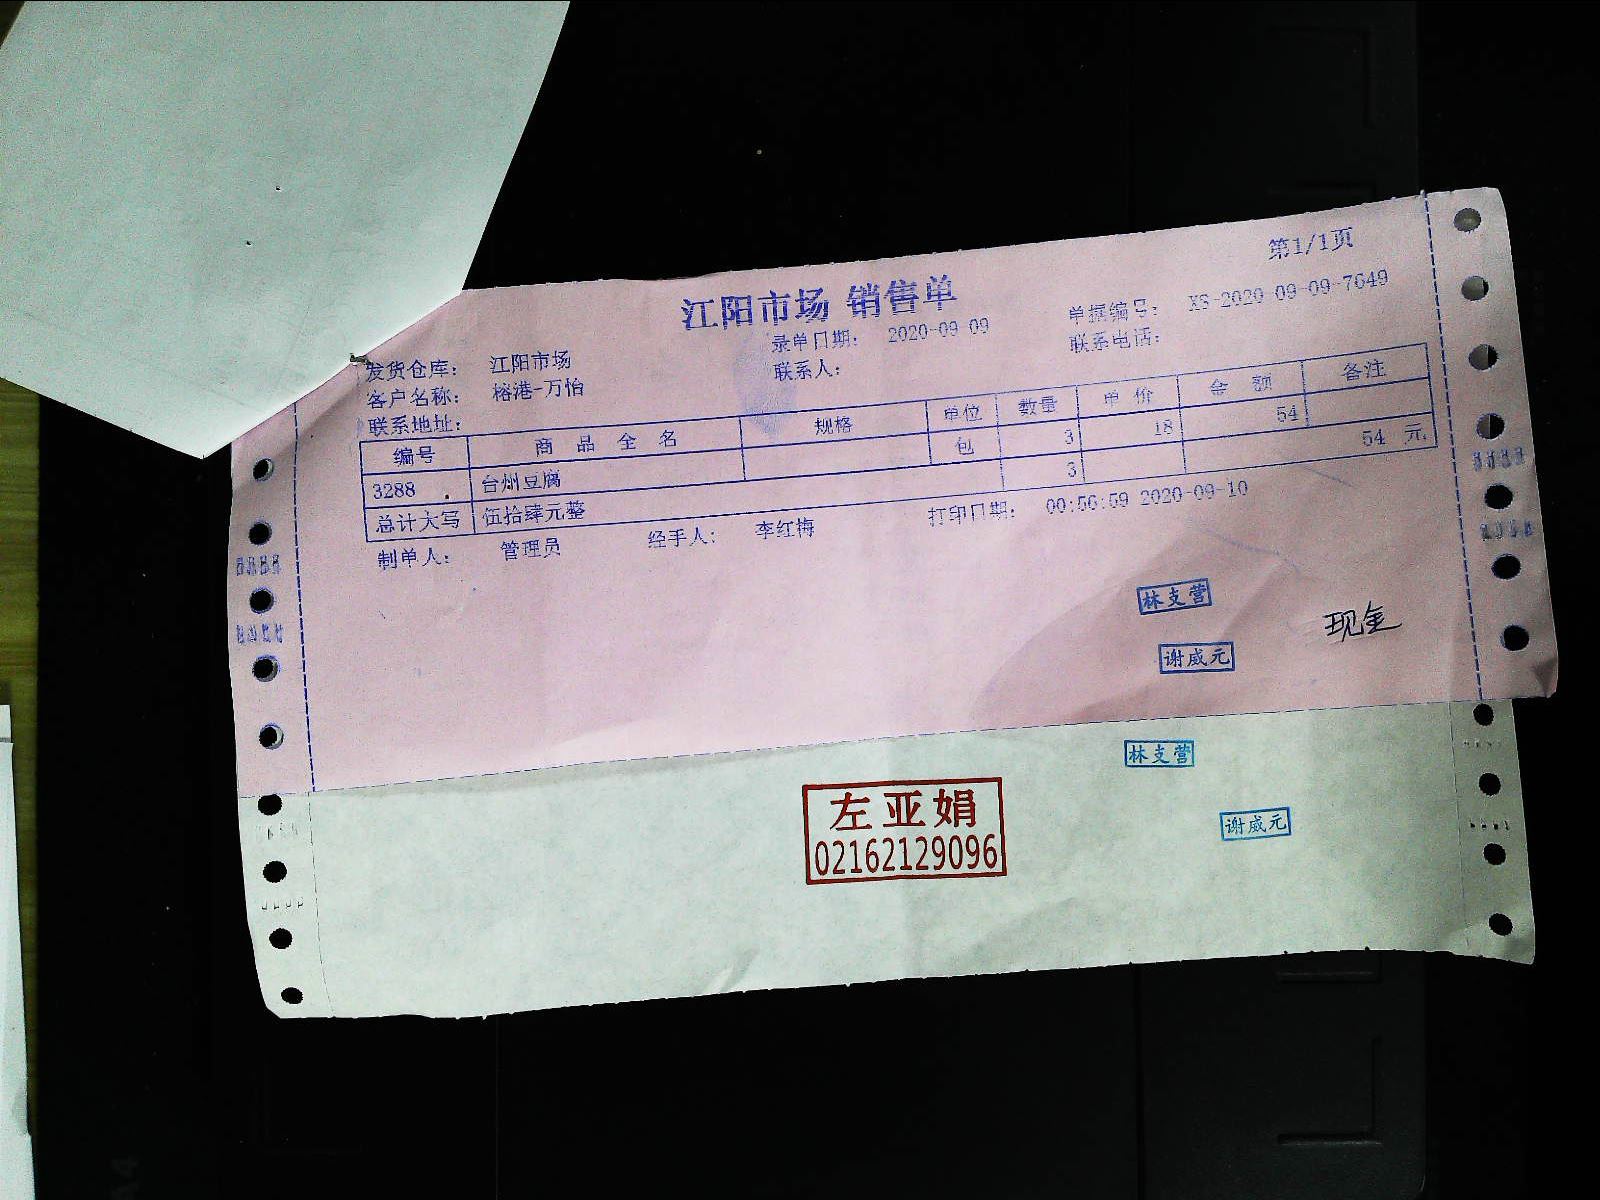 第1/1页
江阳市场 销售单
发货仓库: 江阳市场 录单日期: 2020-09-09 单据编号: XS-2020-09-09-7649
客户名称: 榕港-万怡 联系人: 联系电话:
联系地址:
编号 商品全名 规格 单位 数量 单价 金额 备注
3288 台州豆腐 包 3 18 54
总计大写 伍拾肆元整 3 54 元
制单人: 管理员 经手人: 李红梅 打印日期: 00:56:59 2020-09-10
林支营
现金
谢威元
林支营
左亚娟
02162129096
谢威元